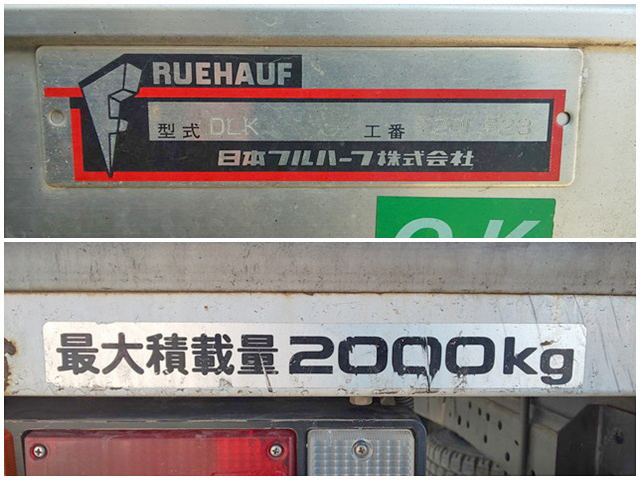 RUEHAUF
型式 DLK 工番
日本フルハーフ株式会社
OK
最大積載量 2000kg